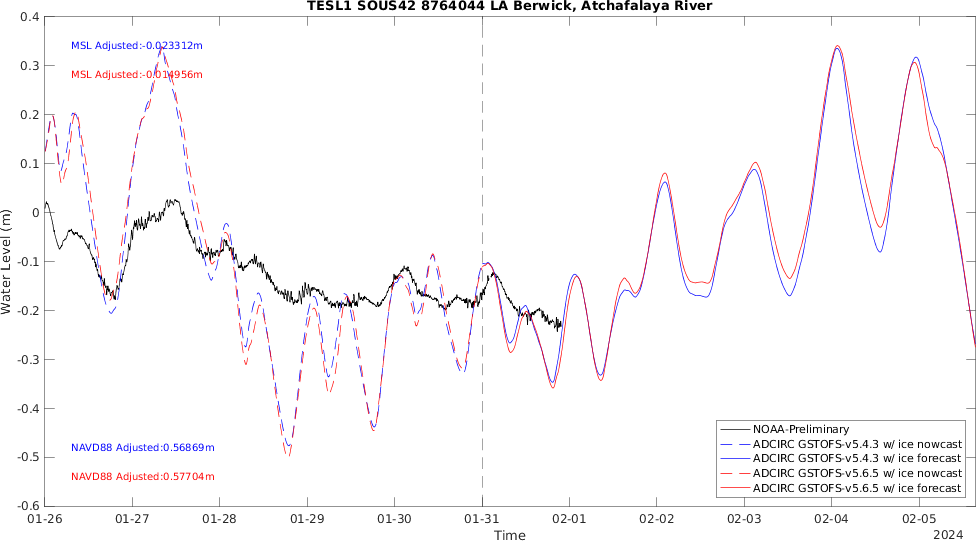 TESL1 SOUS42 8764044 LA Berwick, Atchafalaya River
MSL Adjusted:-0.023312m
MSL Adjusted:-0.014956m
NAVD88 Adjusted:0.56869m
NAVD88 Adjusted:0.57704m
Water Level (m)
0.4
0.3
0.2
0.1
0
-0.1
-0.2
-0.3
-0.4
-0.5
-0.6
NOAA-Preliminary
ADCIRC GSTOFS-v5.4.3 w/ ice nowcast
ADCIRC GSTOFS-v5.4.3 w/ ice forecast
ADCIRC GSTOFS-v5.6.5 w/ ice nowcast
ADCIRC GSTOFS-v5.6.5 w/ ice forecast
01-26 01-27 01-28 01-29 01-30 01-31 02-01 02-02 02-03 02-04 02-05
Time
2024